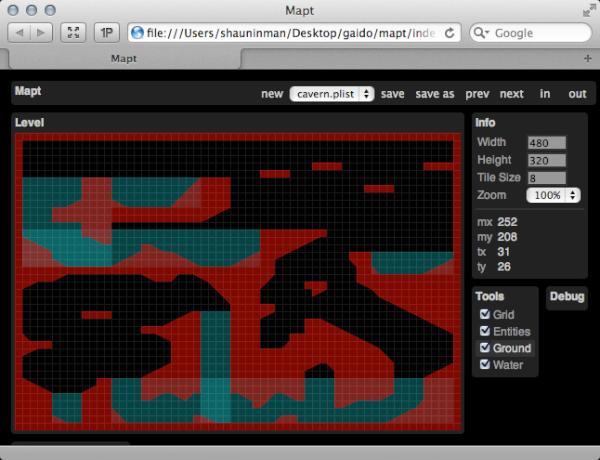 Mapt
1P
file:///Users/shauninman/Desktop/gaido/mapt/inde
Google
Mapt
Mapt
new
cavern.plist
save
save as
prev
next
in
out
Level
Info
Width 480
Height 320
Tile Size 8
Zoom 100%
mx 252
my 208
tx 31
ty 26
Tools
Grid
Entities
Ground
Water
Debug